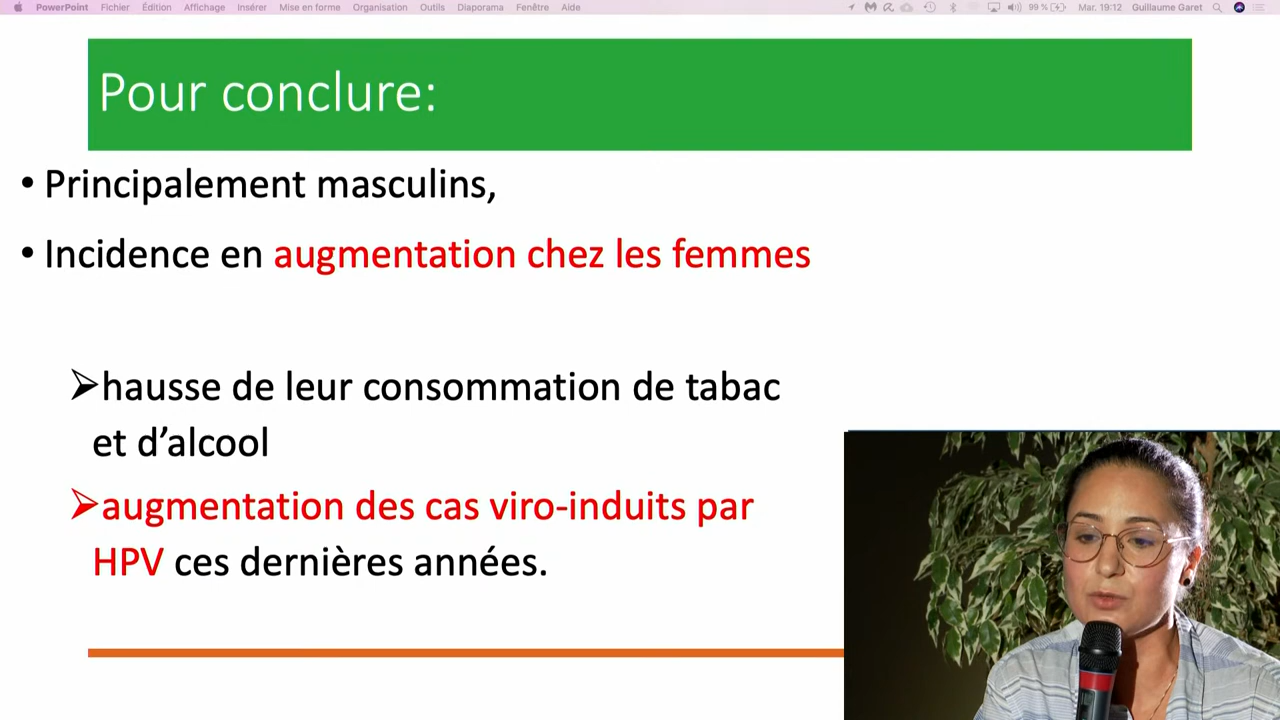 PowerPoint Fichier Édition Affichage Insérer Mise en forme Organisation Outils Diaporama Fenêtre Aide 99 % Mar. 19:12 Guillaume Garet
Pour conclure:
• Principalement masculins,
• Incidence en augmentation chez les femmes
➢hausse de leur consommation de tabac
et d’alcool
➢augmentation des cas viro-induits par
HPV ces dernières années.